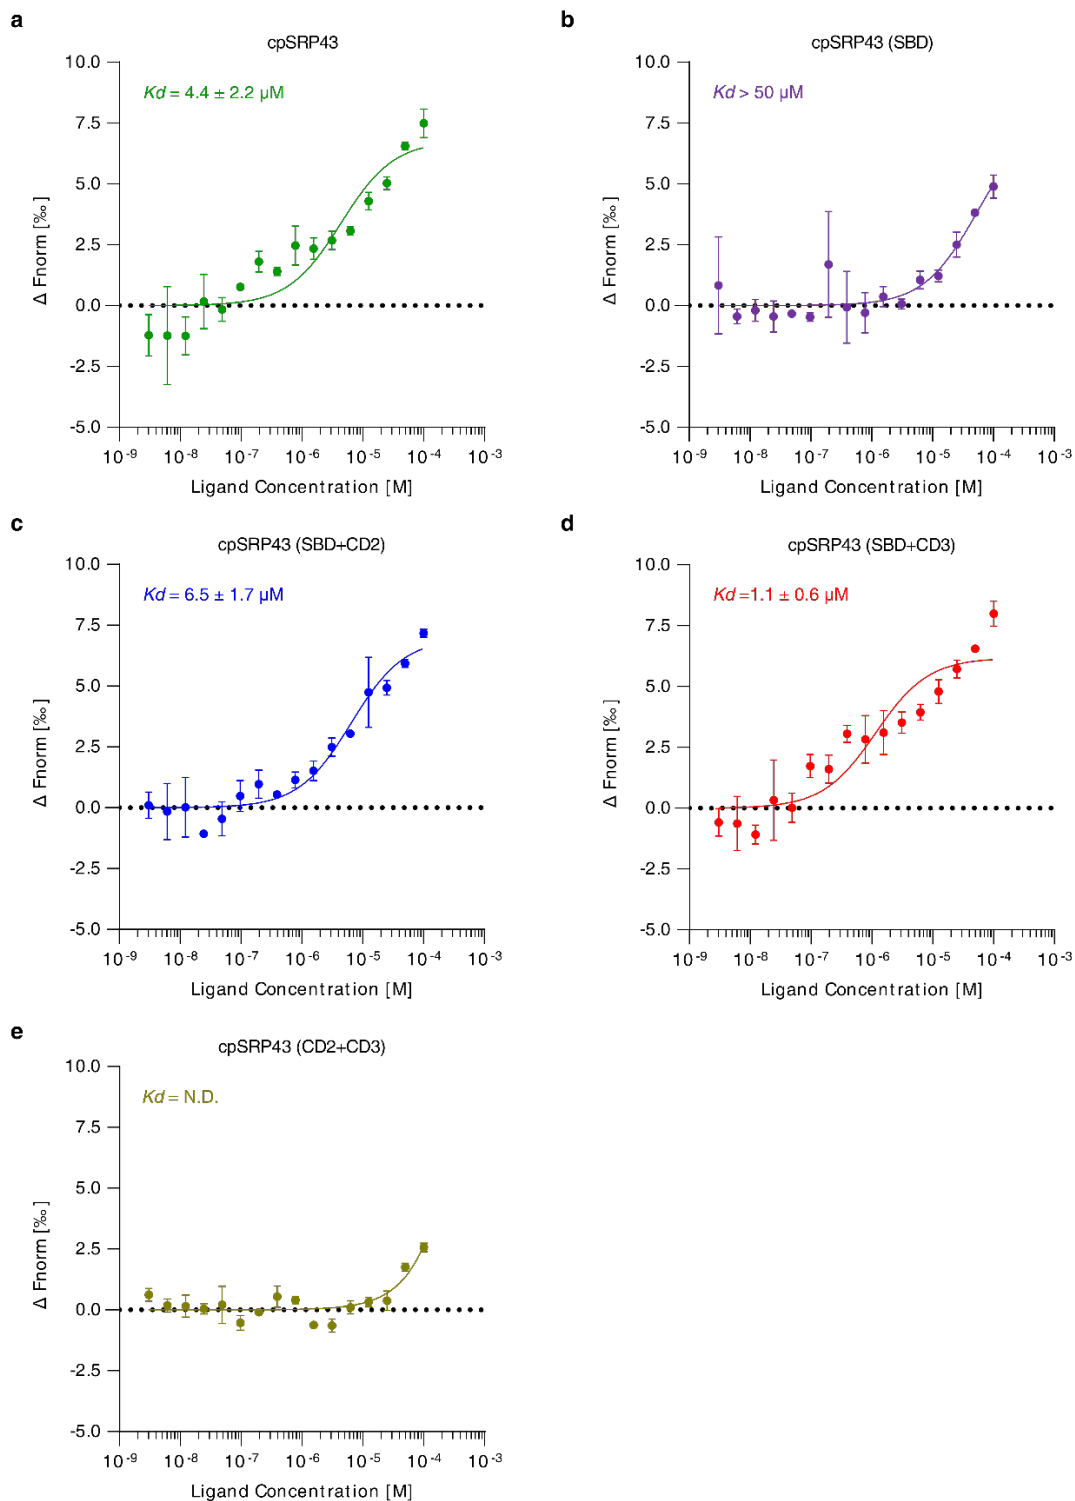 a
cpSRP43
10.0
7.5
5.0
2.5
0.0
-2.5
-5.0
Δ Fnorm [‰]
Kd = 4.4 ± 2.2 µM
10-9 10-8 10-7 10-6 10-5 10-4 10-3
Ligand Concentration [M]
b
cpSRP43 (SBD)
10.0
7.5
5.0
2.5
0.0
-2.5
-5.0
Δ Fnorm [‰]
Kd > 50 µM
10-9 10-8 10-7 10-6 10-5 10-4 10-3
Ligand Concentration [M]
c
cpSRP43 (SBD+CD2)
10.0
7.5
5.0
2.5
0.0
-2.5
-5.0
Δ Fnorm [‰]
Kd = 6.5 ± 1.7 µM
10-9 10-8 10-7 10-6 10-5 10-4 10-3
Ligand Concentration [M]
d
cpSRP43 (SBD+CD3)
10.0
7.5
5.0
2.5
0.0
-2.5
-5.0
Δ Fnorm [‰]
Kd =1.1 ± 0.6 µM
10-9 10-8 10-7 10-6 10-5 10-4 10-3
Ligand Concentration [M]
e
cpSRP43 (CD2+CD3)
10.0
7.5
5.0
2.5
0.0
-2.5
-5.0
Δ Fnorm [‰]
Kd = N.D.
10-9 10-8 10-7 10-6 10-5 10-4 10-3
Ligand Concentration [M]